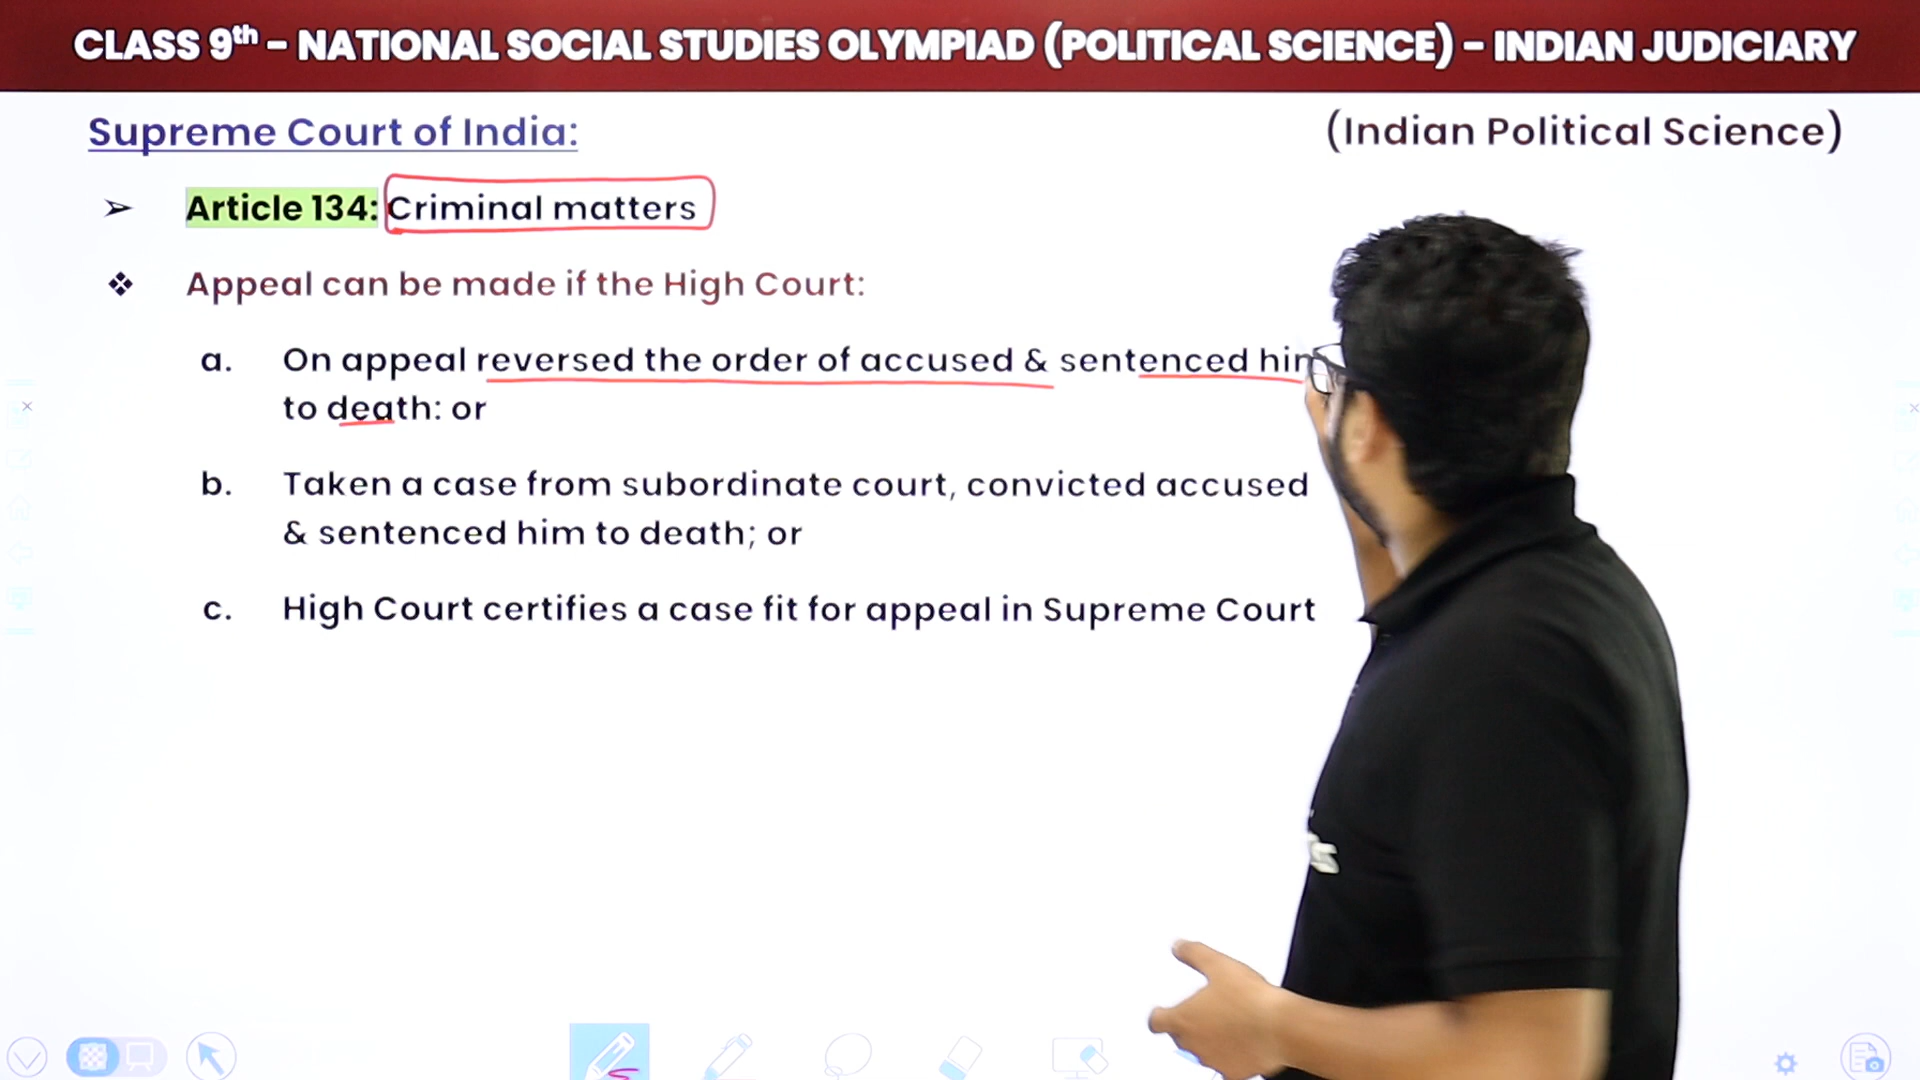 CLASS 9th - NATIONAL SOCIAL STUDIES OLYMPIAD (POLITICAL SCIENCE) - INDIAN JUDICIARY
Supreme Court of India:
(Indian Political Science)
➢ Article 134: Criminal matters
❖ Appeal can be made if the High Court:
a. On appeal reversed the order of accused & sentenced
to death: or
b. Taken a case from subordinate court, convicted accused
& sentenced him to death; or
c. High Court certifies a case fit for appeal in Supreme Court